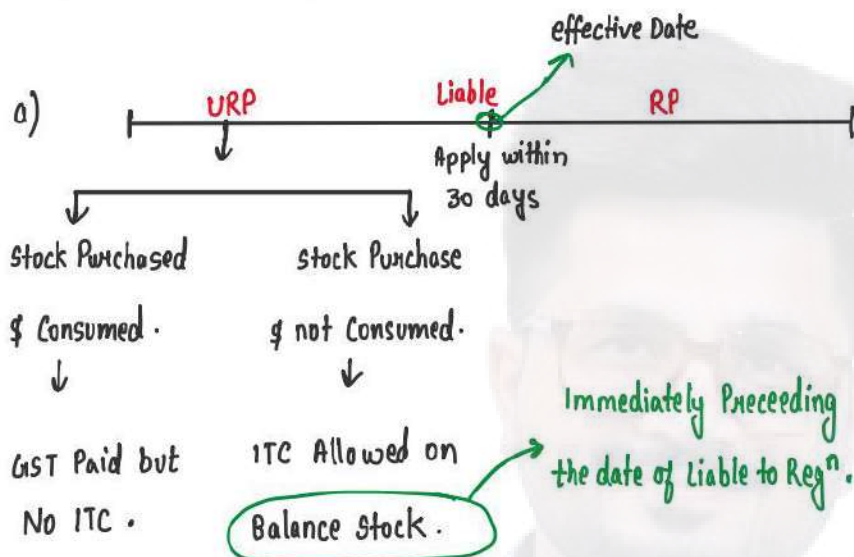 effective Date
a) URP Liable RP
Apply within
30 days
Stock Purchased
$ Consumed.
GST Paid but
No ITC.
Stock Purchase
$ not Consumed.
ITC Allowed on
Balance Stock.
Immediately Preceeding
the date of Liable to Regⁿ.